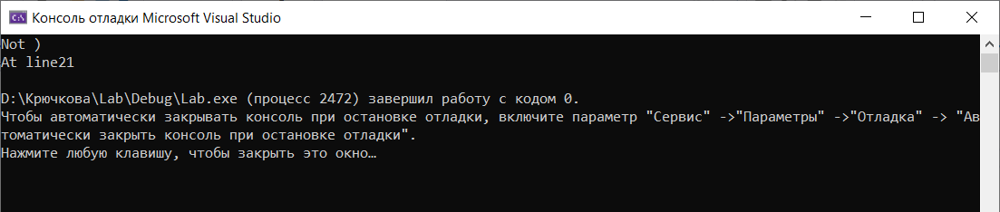 Консоль отладки Microsoft Visual Studio
Not )
At line21
D:\Крючкова\Lab\Debug\Lab.exe (процесс 2472) завершил работу с кодом 0.
Чтобы автоматически закрывать консоль при остановке отладки, включите параметр "Сервис" ->"Параметры" ->"Отладка" -> "Ав
томатически закрыть консоль при остановке отладки".
Нажмите любую клавишу, чтобы закрыть это окно…